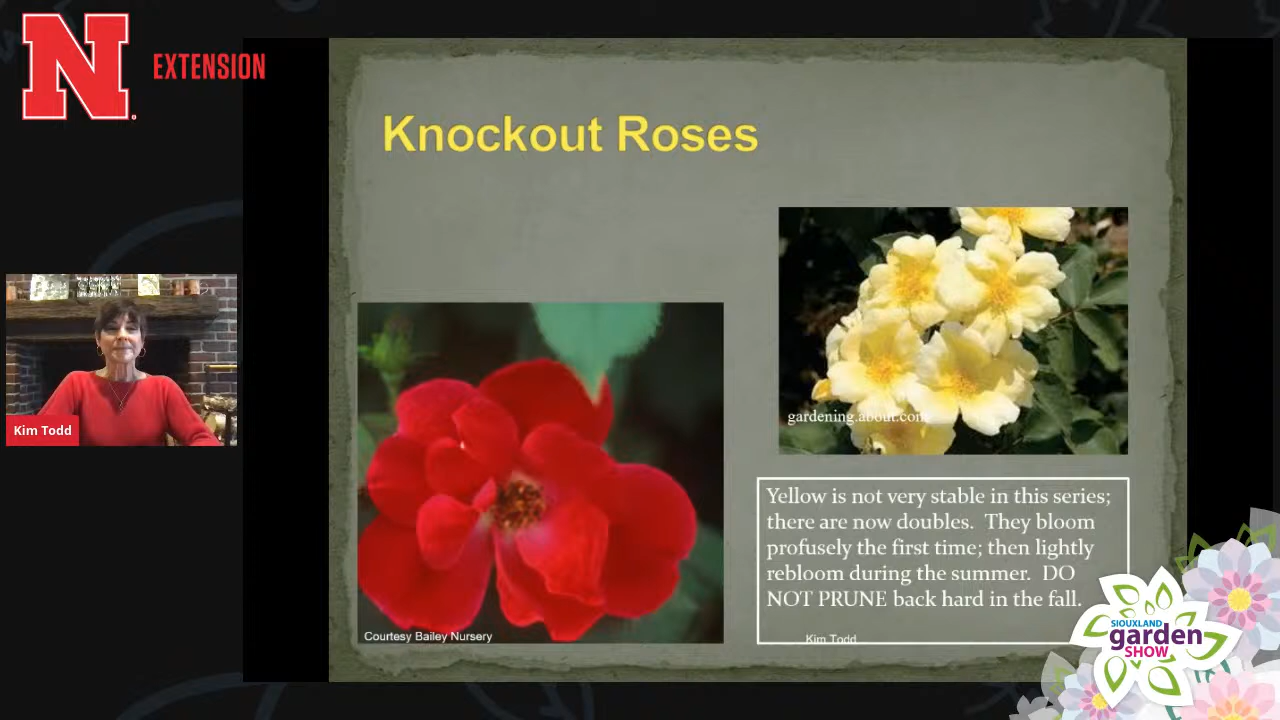 N
EXTENSION
Knockout Roses
gardening.about.com
Kim Todd
Yellow is not very stable in this series;
there are now doubles. They bloom
profusely the first time; then lightly
rebloom during the summer. DO
NOT PRUNE back hard in the fall.
Courtesy Bailey Nursery
Kim Todd
SIOUXLAND
garden
SHOW